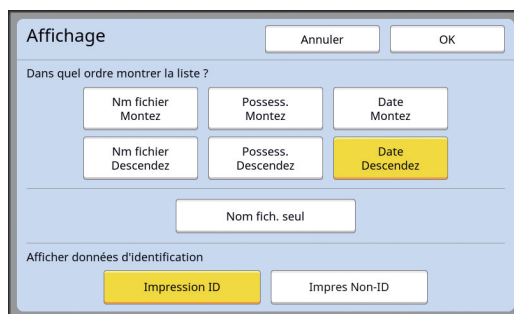 Affichage
Annuler
OK
Dans quel ordre montrer la liste ?
Nm fichier
Montez
Possess.
Montez
Date
Montez
Nm fichier
Descendez
Possess.
Descendez
Date
Descendez
Nom fich. seul
Afficher données d'identification
Impression ID
Impres Non-ID